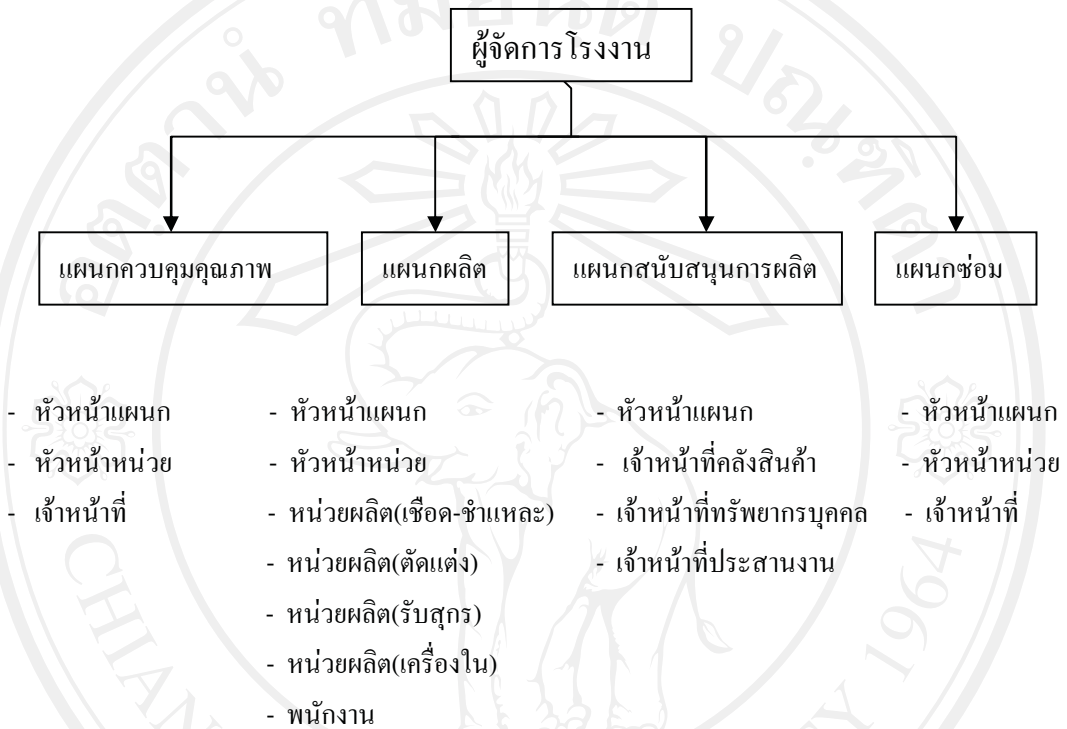 ผู้จัดการโรงงาน
แผนกควบคุมคุณภาพ
แผนกผลิต
แผนกสนับสนุนการผลิต
แผนกซ่อม
- หัวหน้าแผนก
- หัวหน้าหน่วย
- เจ้าหน้าที่
- หัวหน้าแผนก
- หัวหน้าหน่วย
- หน่วยผลิต(เชือด-ชำแหละ)
- หน่วยผลิต(ตัดแต่ง)
- หน่วยผลิต(รับสุกร)
- หน่วยผลิต(เครื่องใน)
- พนักงาน
- หัวหน้าแผนก
- เจ้าหน้าที่คลังสินค้า
- เจ้าหน้าที่ทรัพยากรบุคคล
- เจ้าหน้าที่ประสานงาน
- หัวหน้าแผนก
- หัวหน้าหน่วย
- เจ้าหน้าที่
1964